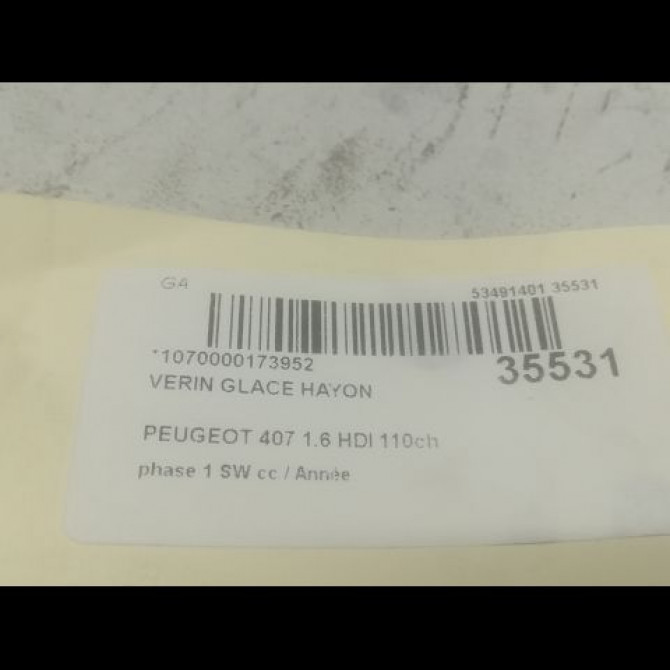 G4
53491401 35531
*1070000173952
35531
VERIN GLACE HAYON
PEUGEOT 407 1.6 HDI 110ch
phase 1 SW cc / Année